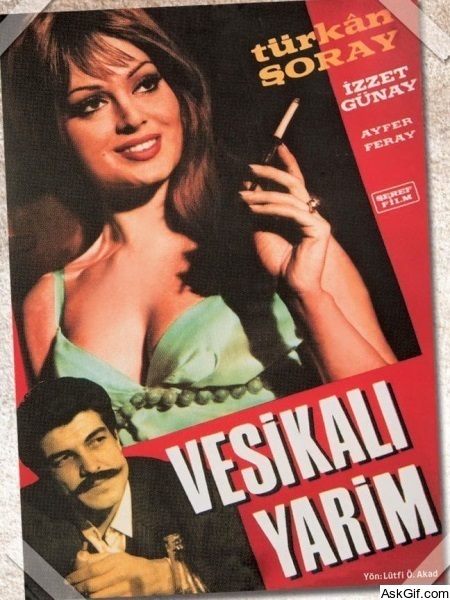 türkân
ŞORAY
İZZET
GÜNAY
AYFER
FERAY
ŞEREF
FİLM
VESİKALI
YARİM
Yön: Lütfi Ö. Akad
AskGif.com